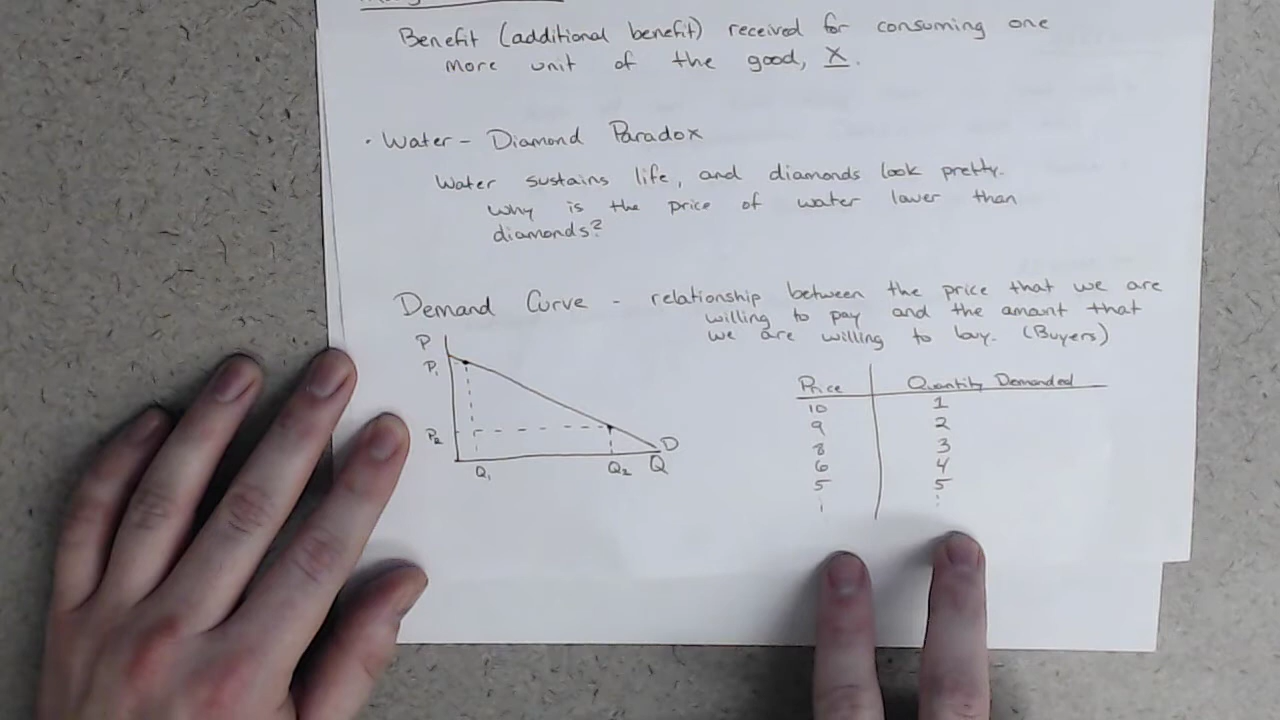 Benefit (additional benefit) received for consuming one
more unit of the good, X.
· Water - Diamond Paradox
Water sustains life, and diamonds look pretty.
Why is the price of water lower than
diamonds?
Demand Curve - relationship between the price that we are
willing to pay and the amount that
we are willing to buy. (Buyers)
P
P1
P2
Q1
Q2
D
Q
Price Quantity Demanded
10 1
9 2
8 3
6 4
5 5